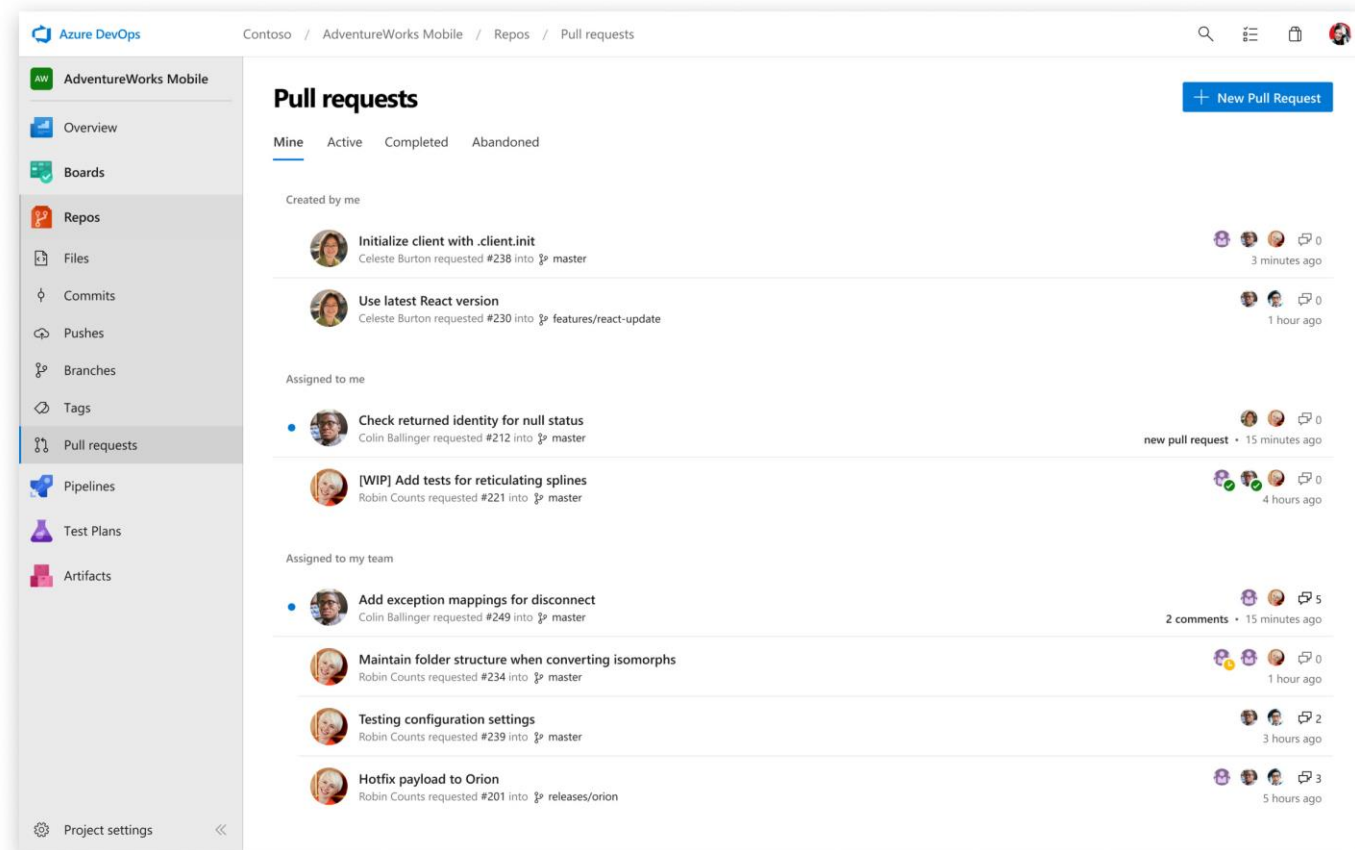 Azure DevOps
Contoso / AdventureWorks Mobile / Repos / Pull requests
AW AdventureWorks Mobile
Overview
Boards
Repos
Files
Commits
Pushes
Branches
Tags
Pull requests
Pipelines
Test Plans
Artifacts
Project settings
Pull requests
+ New Pull Request
Mine Active Completed Abandoned
Created by me
Initialize client with .client.init
Celeste Burton requested #238 into master
0
3 minutes ago
Use latest React version
Celeste Burton requested #230 into features/react-update
0
1 hour ago
Assigned to me
Check returned identity for null status
Colin Ballinger requested #212 into master
0
new pull request • 15 minutes ago
[WIP] Add tests for reticulating splines
Robin Counts requested #221 into master
0
4 hours ago
Assigned to my team
Add exception mappings for disconnect
Colin Ballinger requested #249 into master
5
2 comments • 15 minutes ago
Maintain folder structure when converting isomorphs
Robin Counts requested #234 into master
0
1 hour ago
Testing configuration settings
Robin Counts requested #239 into master
2
3 hours ago
Hotfix payload to Orion
Robin Counts requested #201 into releases/orion
3
5 hours ago